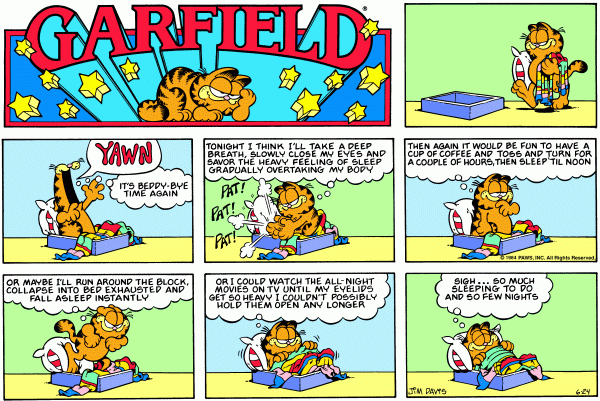 GARFIELD
®
YAWN
IT'S BEDDY-BYE
TIME AGAIN
TONIGHT I THINK I'LL TAKE A DEEP
BREATH, SLOWLY CLOSE MY EYES AND
SAVOR THE HEAVY FEELING OF SLEEP
GRADUALLY OVERTAKING MY BODY
PAT!
PAT!
PAT!
THEN AGAIN IT WOULD BE FUN TO HAVE A
CUP OF COFFEE AND TOSS AND TURN FOR
A COUPLE OF HOURS, THEN SLEEP 'TIL NOON
© 1984 PAWS, INC. All Rights Reserved.
OR MAYBE I'LL RUN AROUND THE BLOCK,
COLLAPSE INTO BED EXHAUSTED AND
FALL ASLEEP INSTANTLY
OR I COULD WATCH THE ALL-NIGHT
MOVIES ON TV UNTIL MY EYELIDS
GET SO HEAVY I COULDN'T POSSIBLY
HOLD THEM OPEN ANY LONGER
SIGH... SO MUCH
SLEEPING TO DO
AND SO FEW NIGHTS
JIM DAVIS
6-24